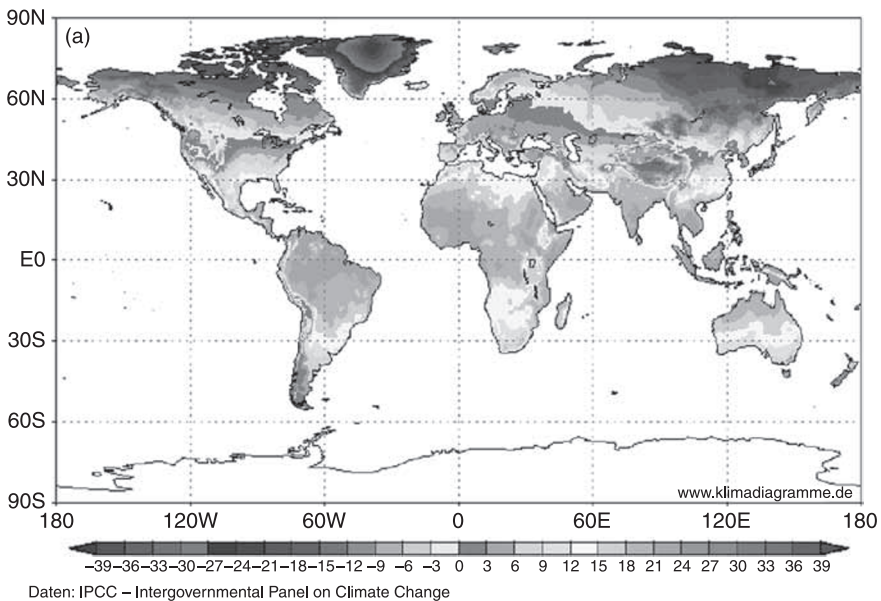 90N
(a)
60N
30N
E0
30S
60S
www.klimadiagramme.de
90S
180 120W 60W 0 60E 120E 180
–39 –36 –33 –30 –27 –24 –21 –18 –15 –12 –9 –6 –3 0 3 6 9 12 15 18 21 24 27 30 33 36 39
Daten: IPCC – Intergovernmental Panel on Climate Change